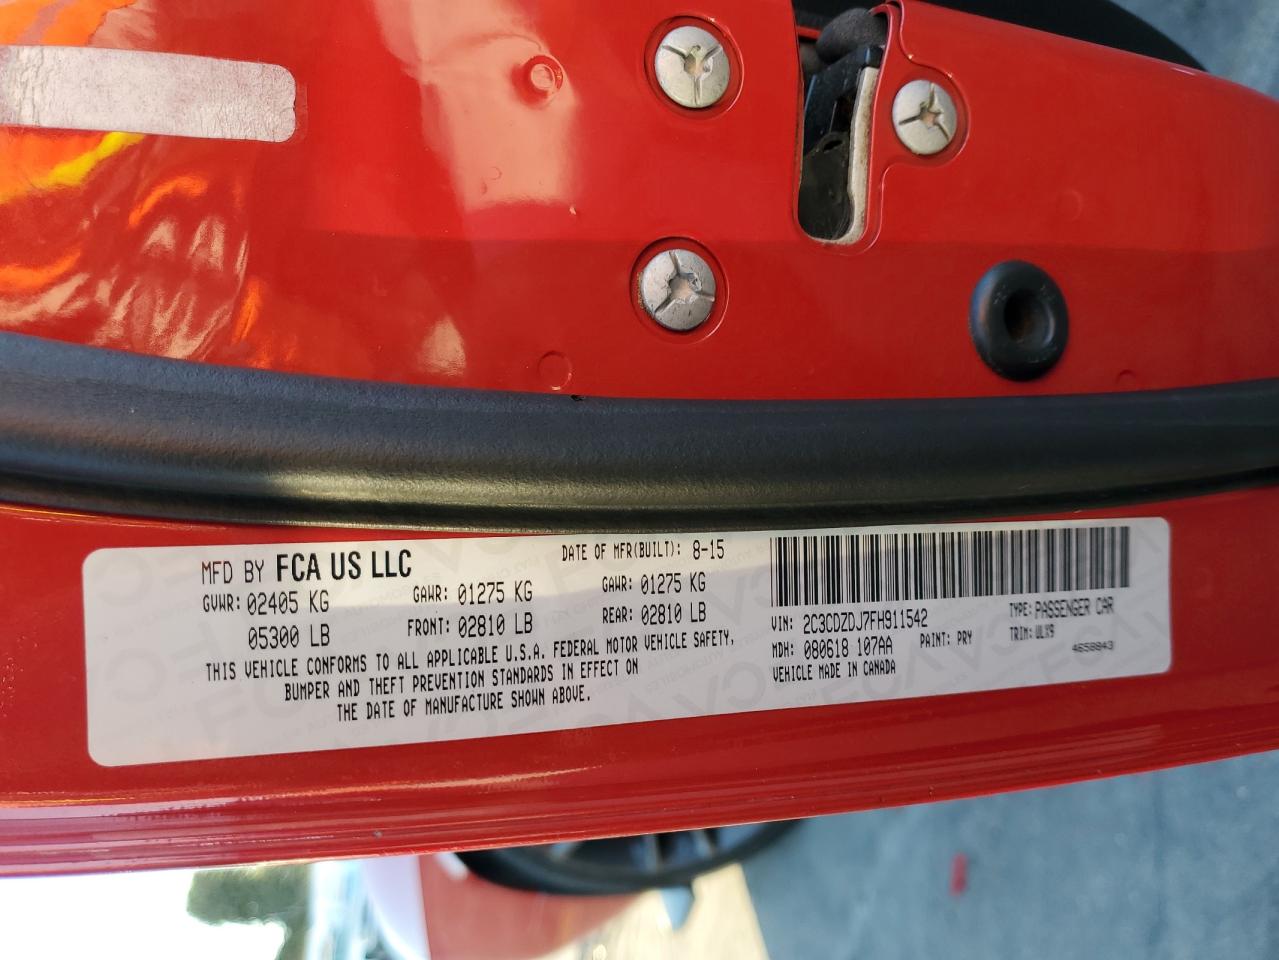 MFD BY FCA US LLC
DATE OF MFR(BUILT): 8-15
GVWR: 02405 KG
GAWR: 01275 KG
GAWR: 01275 KG
05300 LB
FRONT: 02810 LB
REAR: 02810 LB
THIS VEHICLE CONFORMS TO ALL APPLICABLE U.S.A. FEDERAL MOTOR VEHICLE SAFETY,
BUMPER AND THEFT PREVENTION STANDARDS IN EFFECT ON
THE DATE OF MANUFACTURE SHOWN ABOVE.
VIN: 2C3CDZDJ7FH911542
TYPE: PASSENGER CAR
MDH: 080618 107AA
PAINT: PRY
TRIM: ULX9
VEHICLE MADE IN CANADA
4658843